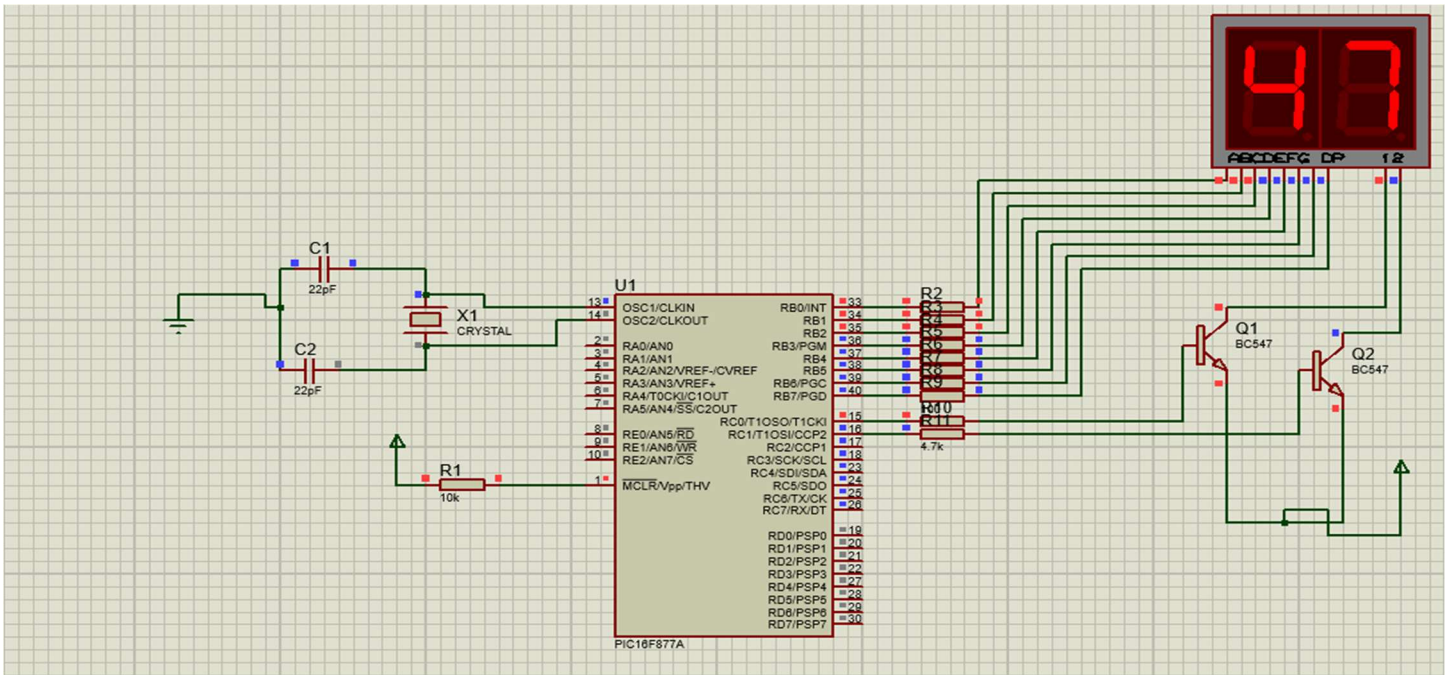 47
ABCDEFG DP 12
C1
22pF
X1
CRYSTAL
C2
22pF
R1
10k
U1
13 OSC1/CLKIN
14 OSC2/CLKOUT
2 RA0/AN0
3 RA1/AN1
4 RA2/AN2/VREF-/CVREF
5 RA3/AN3/VREF+
6 RA4/T0CKI/C1OUT
7 RA5/AN4/SS/C2OUT
8 RE0/AN5/RD
9 RE1/AN6/WR
10 RE2/AN7/CS
1 MCLR/Vpp/THV
RB0/INT 33
RB1 34
RB2 35
RB3/PGM 36
RB4 37
RB5 38
RB6/PGC 39
RB7/PGD 40
RC0/T1OSO/T1CKI 15
RC1/T1OSI/CCP2 16
RC2/CCP1 17
RC3/SCK/SCL 18
RC4/SDI/SDA 23
RC5/SDO 24
RC6/TX/CK 25
RC7/RX/DT 26
RD0/PSP0 19
RD1/PSP1 20
RD2/PSP2 21
RD3/PSP3 22
RD4/PSP4 27
RD5/PSP5 28
RD6/PSP6 29
RD7/PSP7 30
PIC16F877A
R2
R3
R4
R5
R6
R7
R8
R9
R10
R11
4.7k
Q1
BC547
Q2
BC547